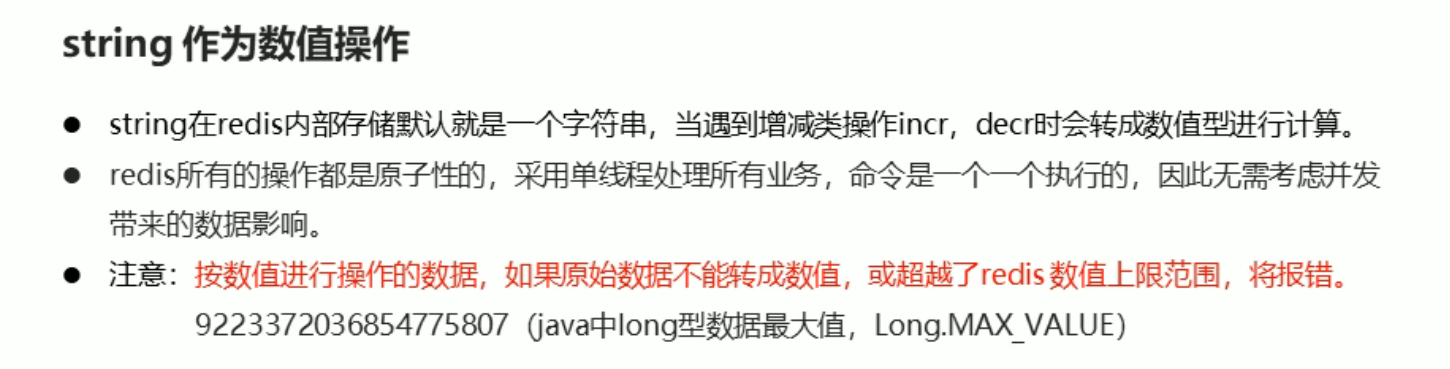 string 作为数值操作
● string在redis内部存储默认就是一个字符串，当遇到增减类操作incr，decr时会转成数值型进行计算。
● redis所有的操作都是原子性的，采用单线程处理所有业务，命令是一个一个执行的，因此无需考虑并发
带来的数据影响。
● 注意：按数值进行操作的数据，如果原始数据不能转成数值，或超越了redis 数值上限范围，将报错。
9223372036854775807（java中long型数据最大值，Long.MAX_VALUE）